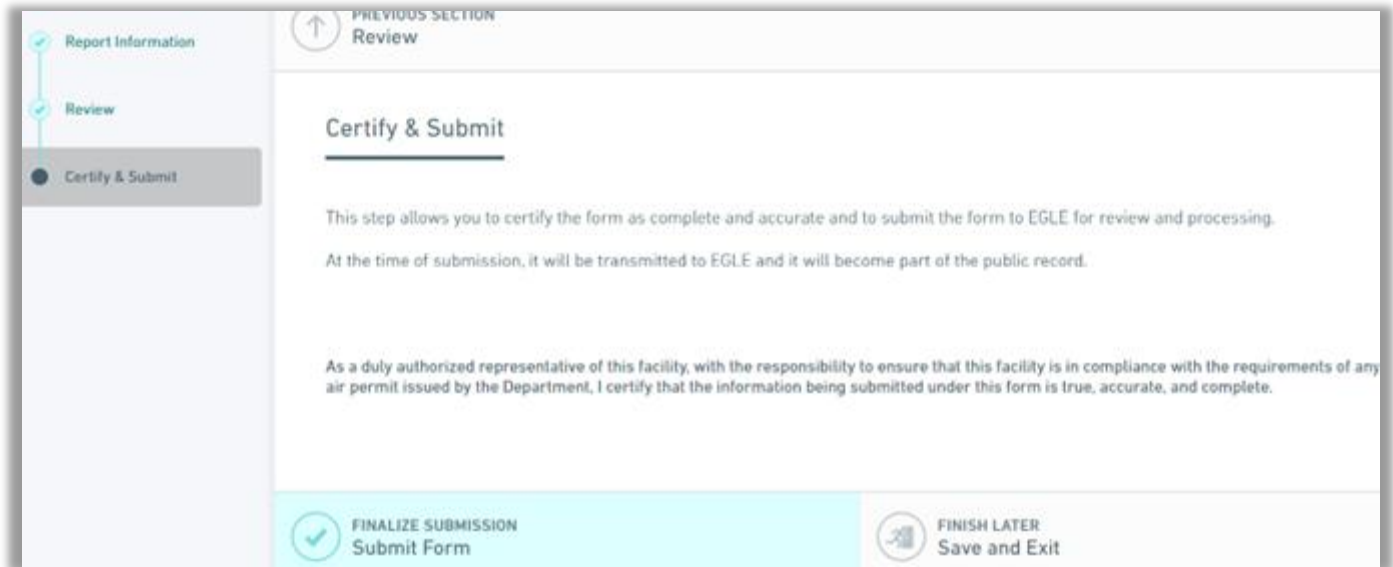 Report Information
Review
Certify & Submit
PREVIOUS SECTION
Review
Certify & Submit
This step allows you to certify the form as complete and accurate and to submit the form to EGLE for review and processing.
At the time of submission, it will be transmitted to EGLE and it will become part of the public record.
As a duly authorized representative of this facility, with the responsibility to ensure that this facility is in compliance with the requirements of any
air permit issued by the Department, I certify that the information being submitted under this form is true, accurate, and complete.
FINALIZE SUBMISSION
Submit Form
FINISH LATER
Save and Exit